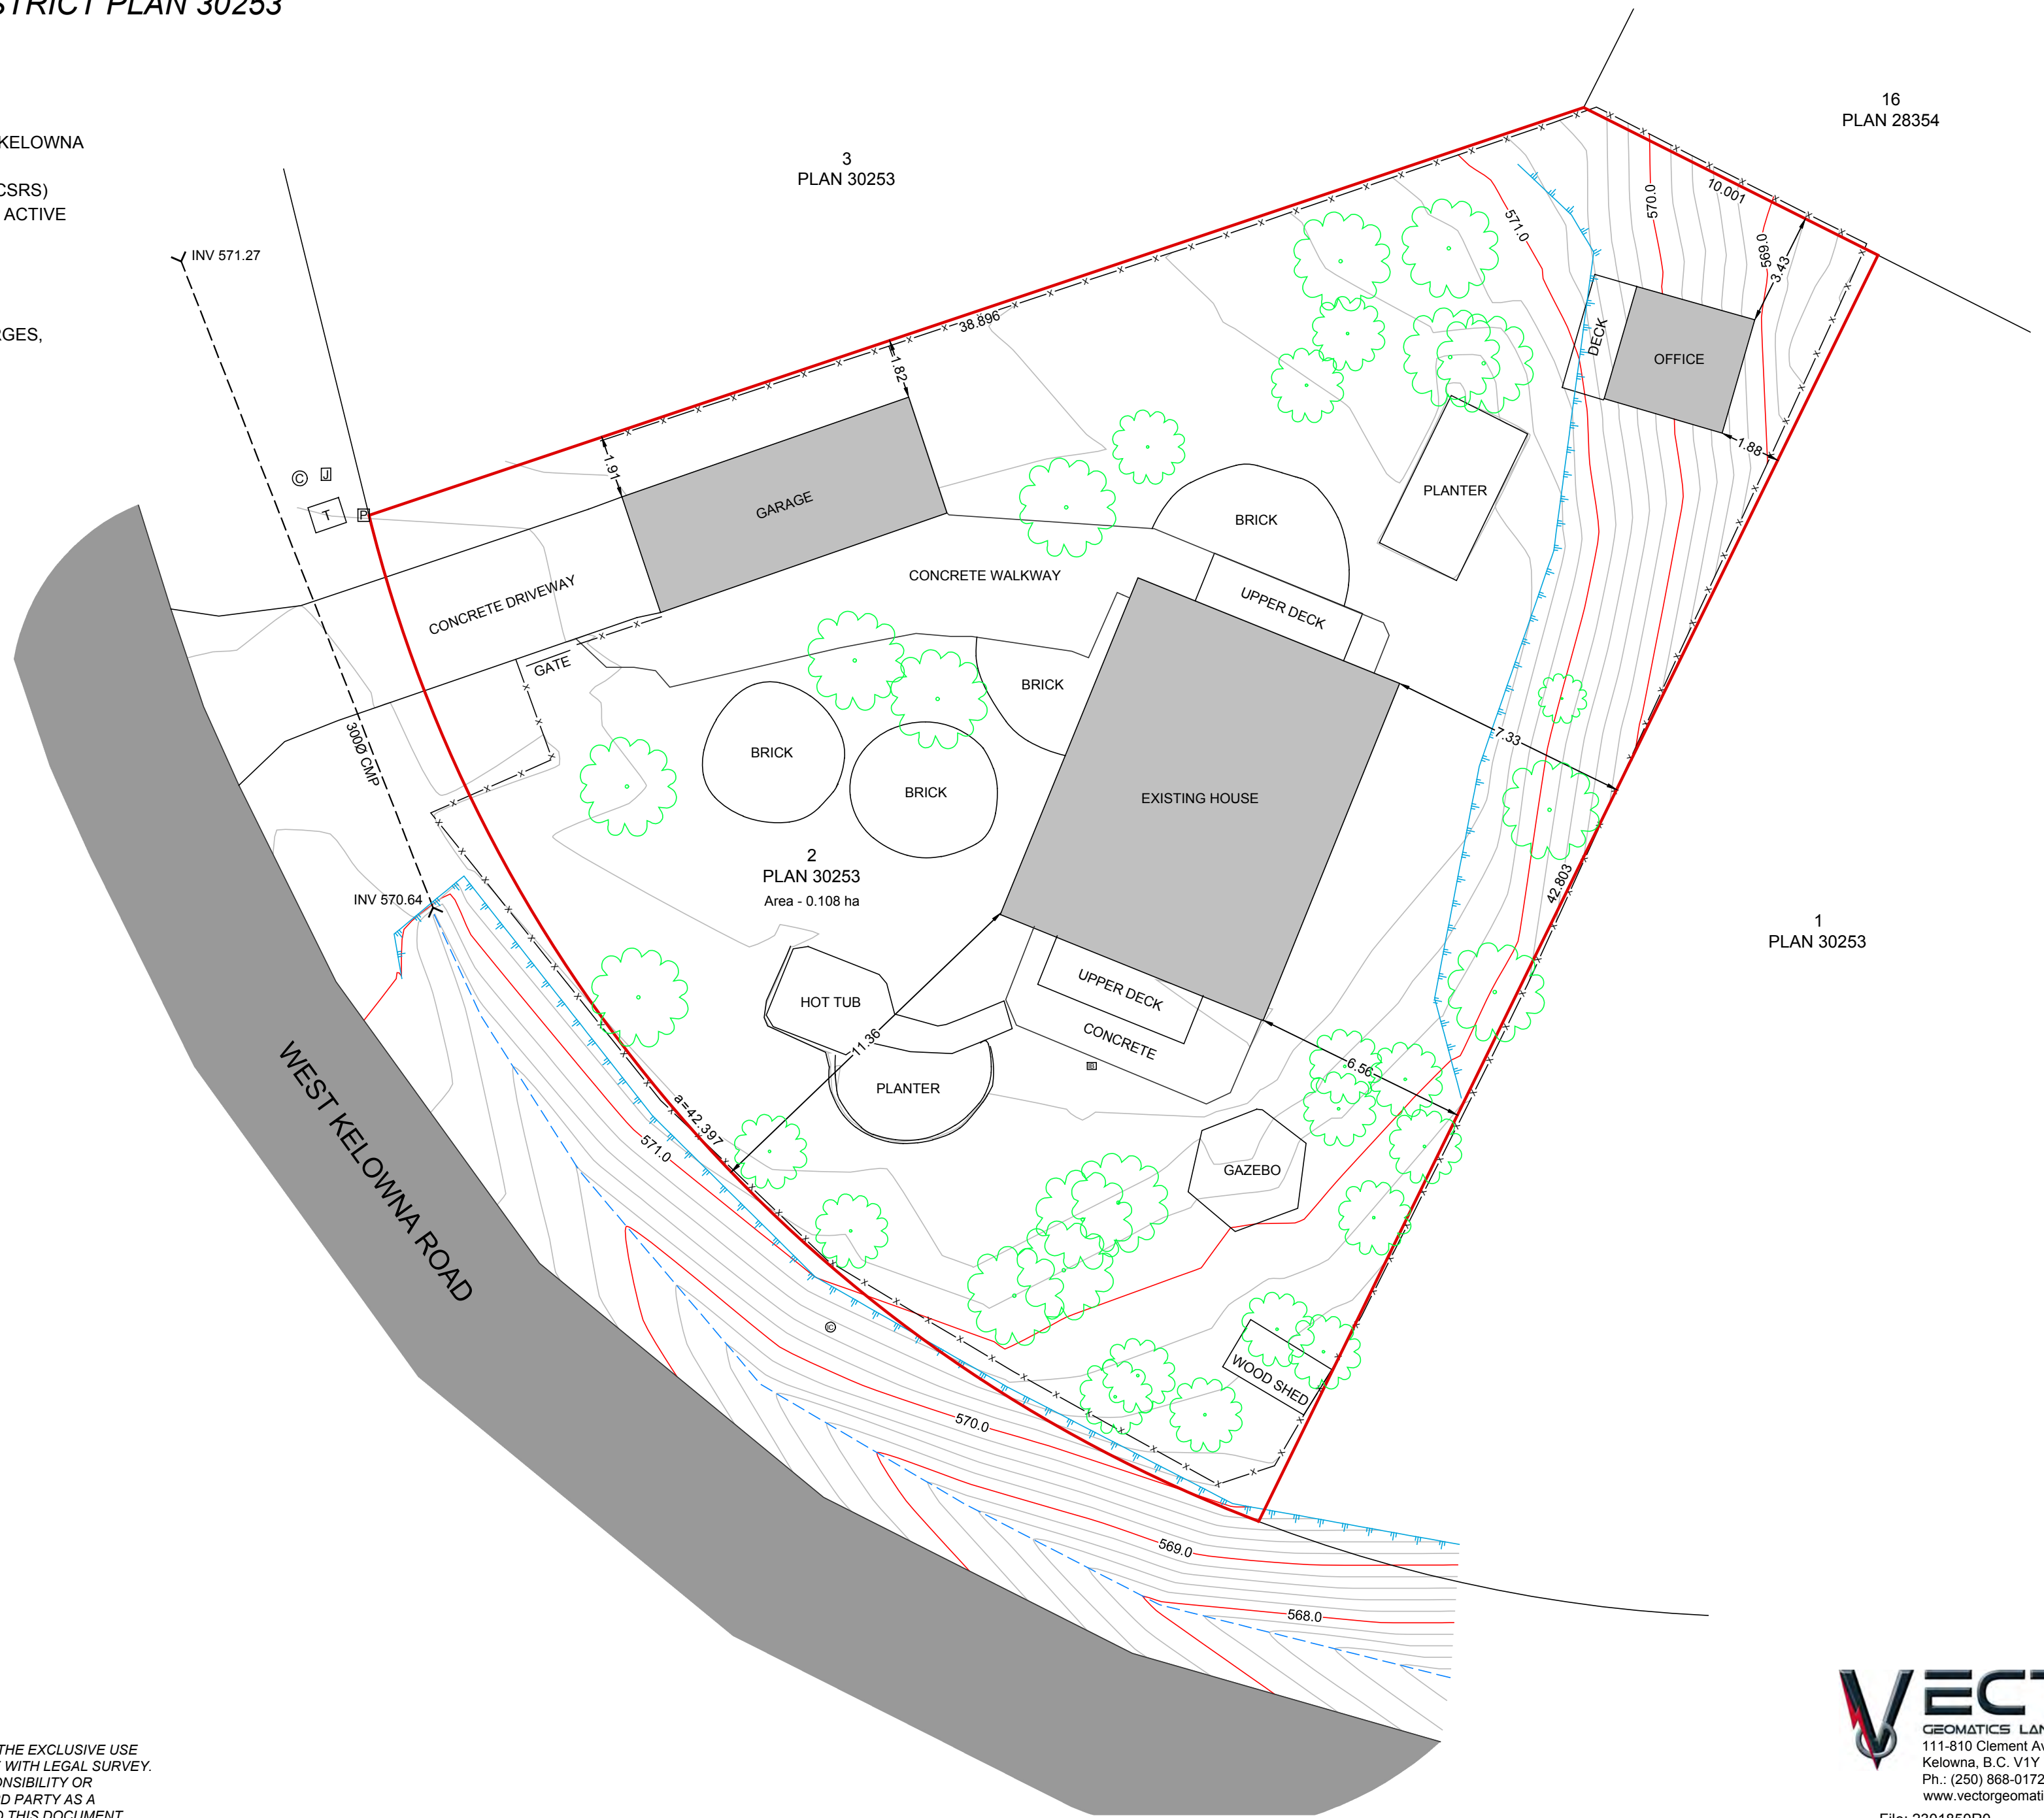 STRICT PLAN 30253
KELOWNA
CSRS)
ACTIVE
RGES,
16
PLAN 28354
3
PLAN 30253
INV 571.27
10.001
570.0
571.0
569.0
3.43
38.896
1.82
DECK
OFFICE
1.88
C
J
T
P
1.91
GARAGE
PLANTER
BRICK
CONCRETE WALKWAY
CONCRETE DRIVEWAY
UPPER DECK
GATE
BRICK
300Ø CMP
BRICK
BRICK
7.33
EXISTING HOUSE
2
PLAN 30253
Area - 0.108 ha
INV 570.64
42.803
1
PLAN 30253
HOT TUB
UPPER DECK
CONCRETE
11.36
6.56
PLANTER
a=42.397
571.0
WEST KELOWNA ROAD
GAZEBO
WOOD SHED
570.0
569.0
568.0
THE EXCLUSIVE USE
WITH LEGAL SURVEY.
ONSIBILITY OR
RD PARTY AS A
THIS DOCUMENT
VECT
GEOMATICS LAN
111-810 Clement Av
Kelowna, B.C. V1Y
Ph.: (250) 868-0172
www.vectorgeomati